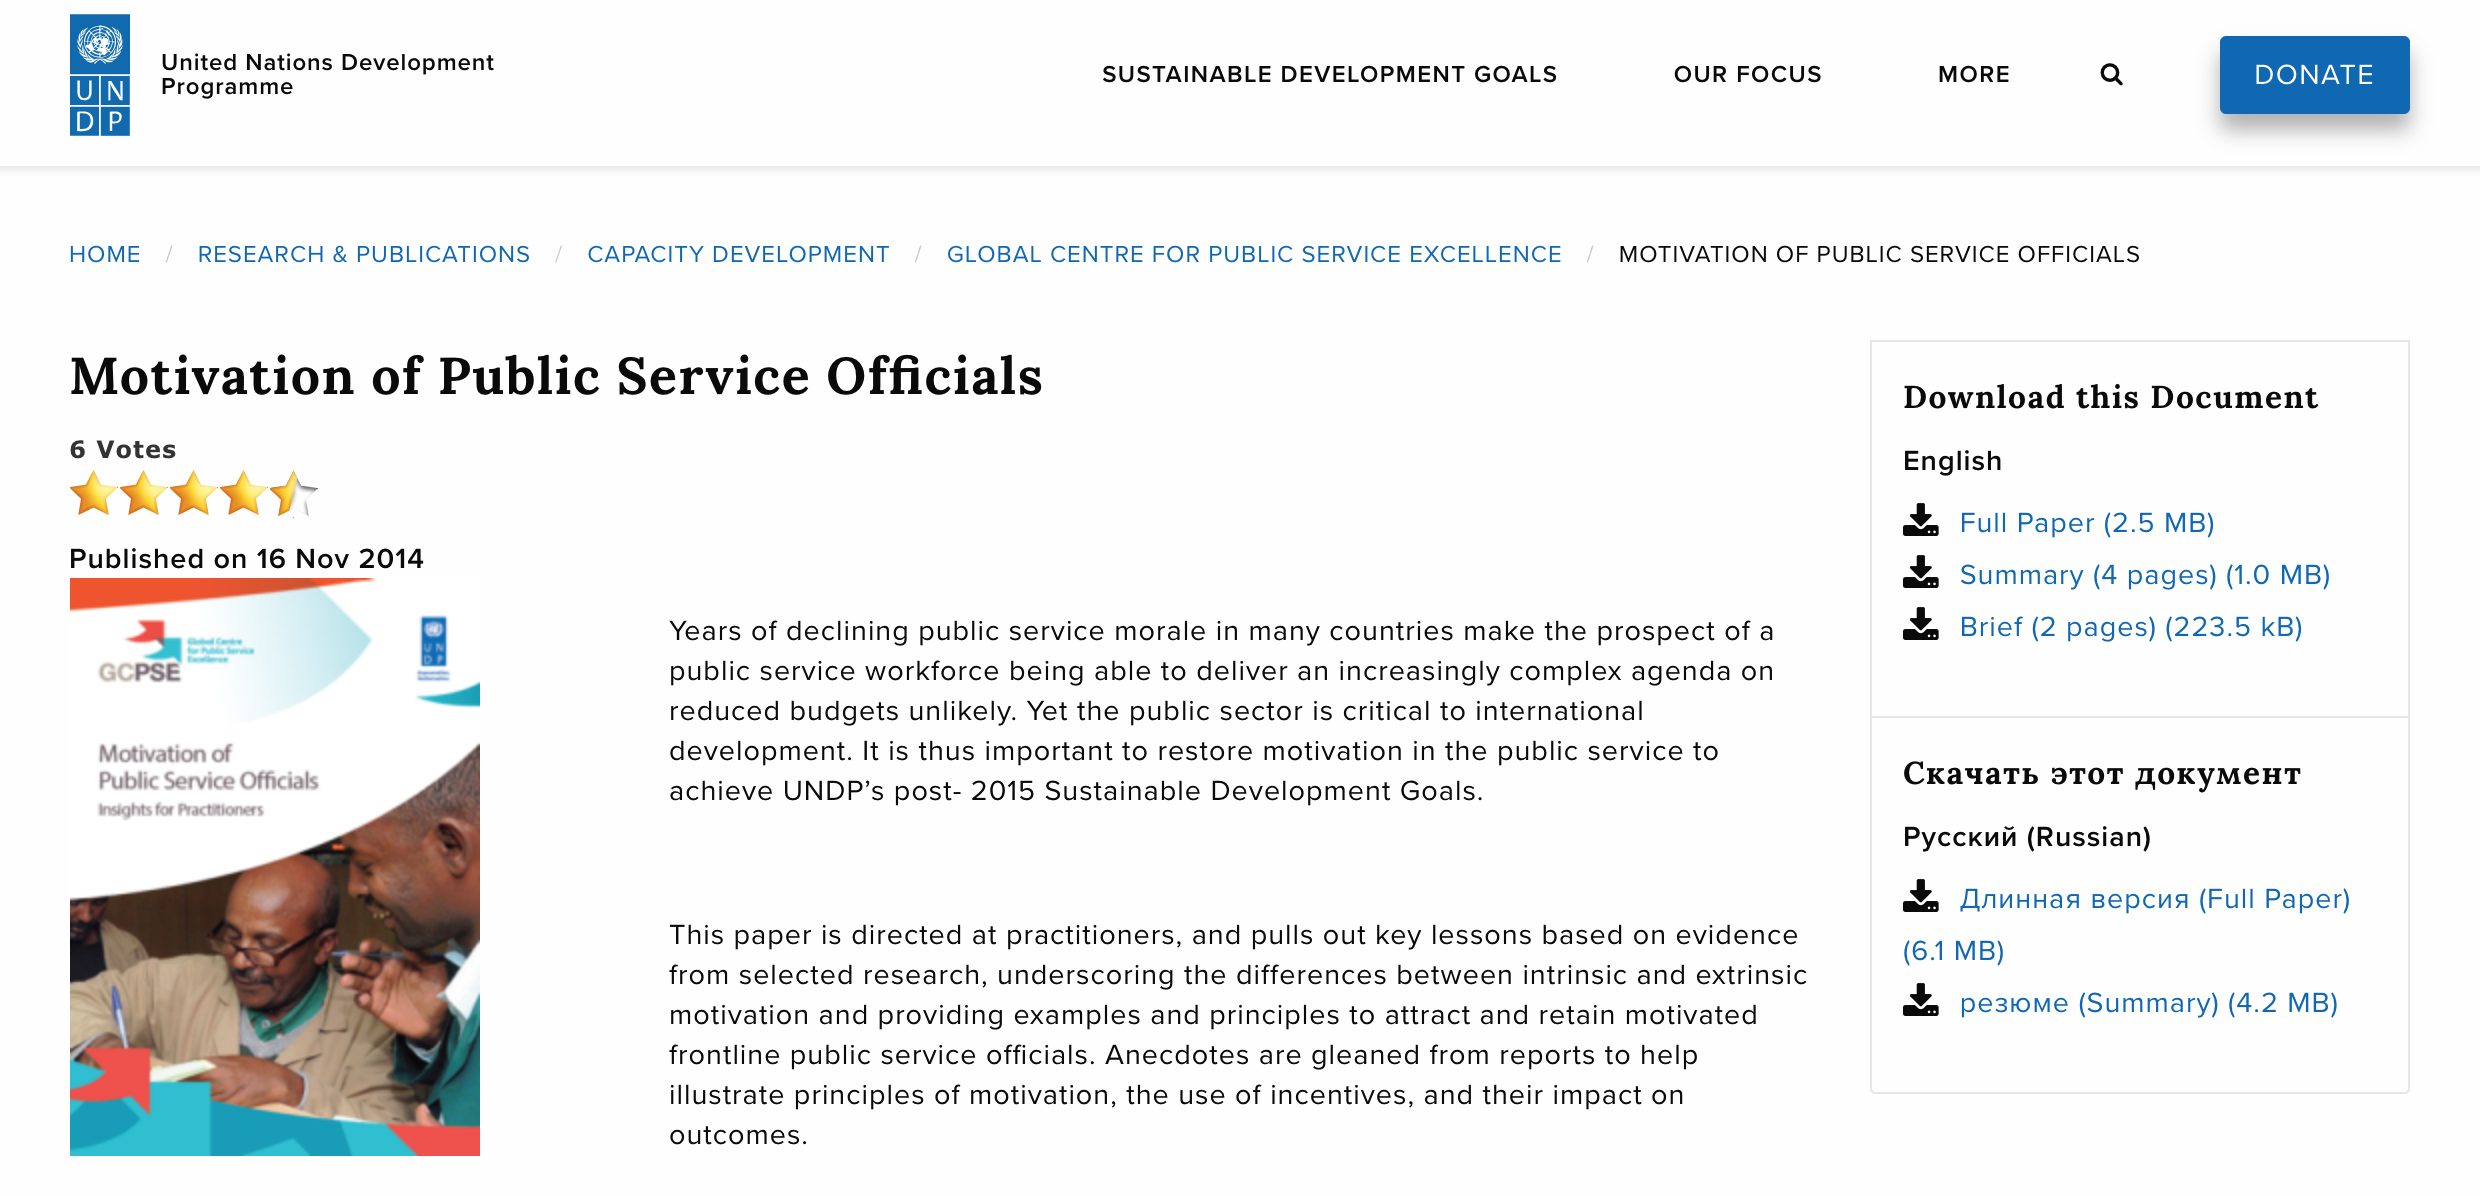 UN
DP
United Nations Development
Programme
SUSTAINABLE DEVELOPMENT GOALS
OUR FOCUS
MORE
DONATE
HOME / RESEARCH & PUBLICATIONS / CAPACITY DEVELOPMENT / GLOBAL CENTRE FOR PUBLIC SERVICE EXCELLENCE / MOTIVATION OF PUBLIC SERVICE OFFICIALS
Motivation of Public Service Officials
6 Votes
Published on 16 Nov 2014
GCPSE
Global Centre
for Public Service
Excellence
UN
DP
Motivation of
Public Service Officials
Insights for Practitioners
Years of declining public service morale in many countries make the prospect of a
public service workforce being able to deliver an increasingly complex agenda on
reduced budgets unlikely. Yet the public sector is critical to international
development. It is thus important to restore motivation in the public service to
achieve UNDP’s post- 2015 Sustainable Development Goals.
This paper is directed at practitioners, and pulls out key lessons based on evidence
from selected research, underscoring the differences between intrinsic and extrinsic
motivation and providing examples and principles to attract and retain motivated
frontline public service officials. Anecdotes are gleaned from reports to help
illustrate principles of motivation, the use of incentives, and their impact on
outcomes.
Download this Document
English
Full Paper (2.5 MB)
Summary (4 pages) (1.0 MB)
Brief (2 pages) (223.5 kB)
Скачать этот документ
Русский (Russian)
Длинная версия (Full Paper)
(6.1 MB)
резюме (Summary) (4.2 MB)